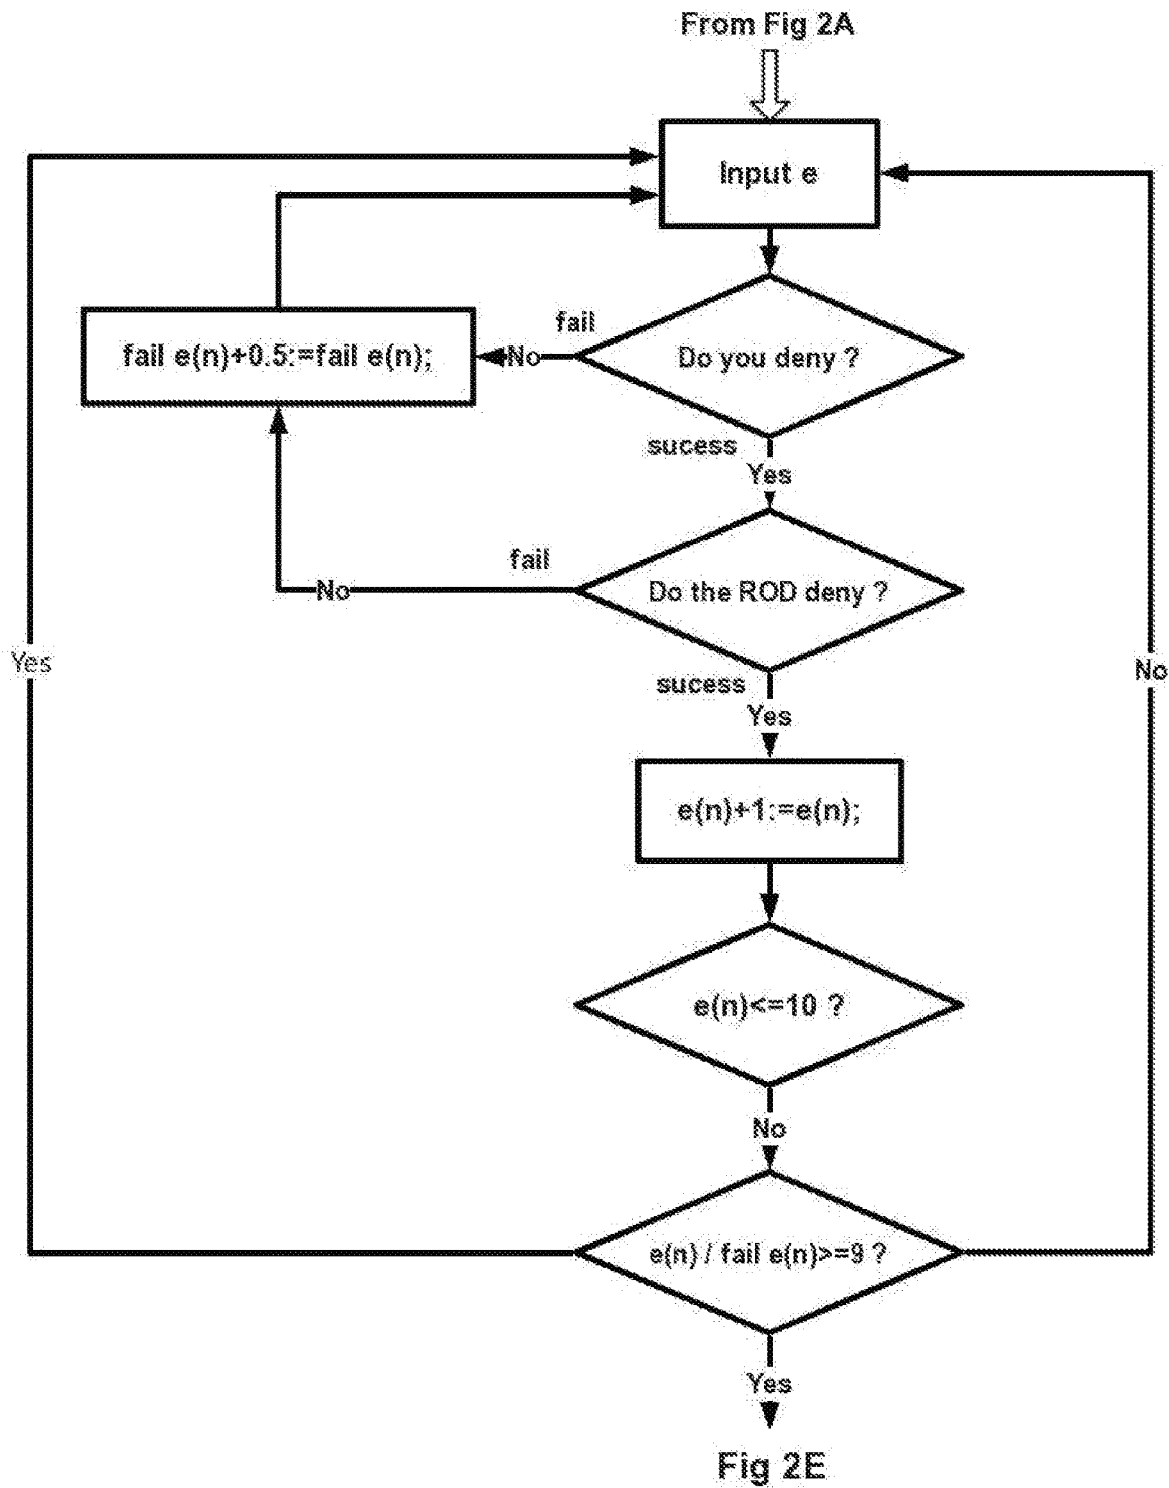 From Fig 2A
Input e
fail
fail e(n)+0.5:=fail e(n);
No
Do you deny ?
sucess
Yes
fail
No
Do the ROD deny ?
Yes
No
sucess
Yes
e(n)+1:=e(n);
e(n)<=10 ?
No
e(n) / fail e(n)>=9 ?
Yes
Fig 2E